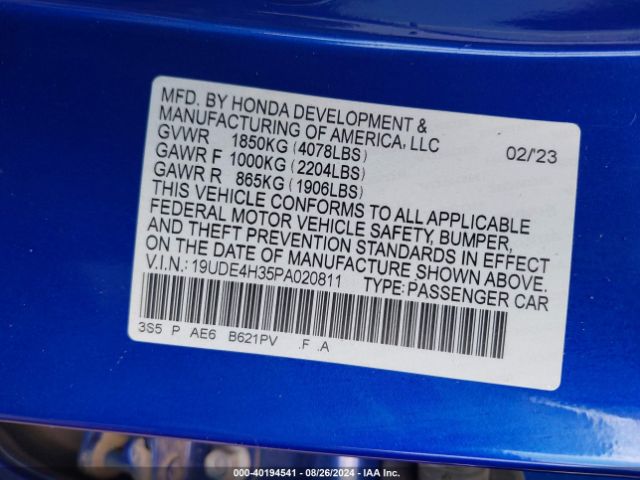 MFD. BY HONDA DEVELOPMENT &
MANUFACTURING OF AMERICA, LLC
GVWR 1850KG (4078LBS) 02/'23
GAWR F 1000KG (2204LBS)
GAWR R 865KG (1906LBS)
THIS VEHICLE CONFORMS TO ALL APPLICABLE
FEDERAL MOTOR VEHICLE SAFETY, BUMPER,
AND THEFT PREVENTION STANDARDS IN EFFECT
ON THE DATE OF MANUFACTURE SHOWN ABOVE.
V.I.N.: 19UDE4H35PA020811 TYPE: PASSENGER CAR
3S5 P AE6 B621PV .F .A
000-40194541 - 08/26/2024 - IAA Inc.